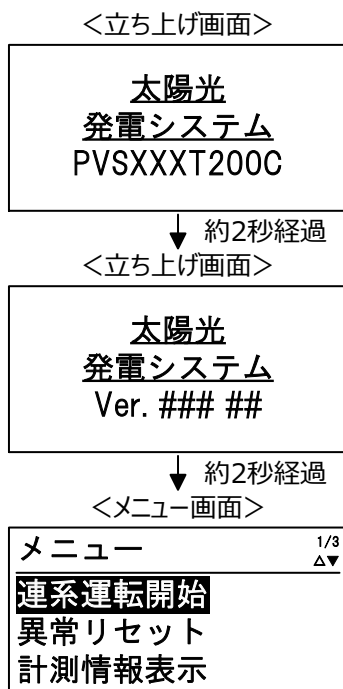 <立ち上げ画面>
太陽光
発電システム
PVSXXXT200C
約2秒経過
<立ち上げ画面>
太陽光
発電システム
Ver. ### ##
約2秒経過
<メニュー画面>
メニュー 1/3
△▼
連系運転開始
異常リセット
計測情報表示